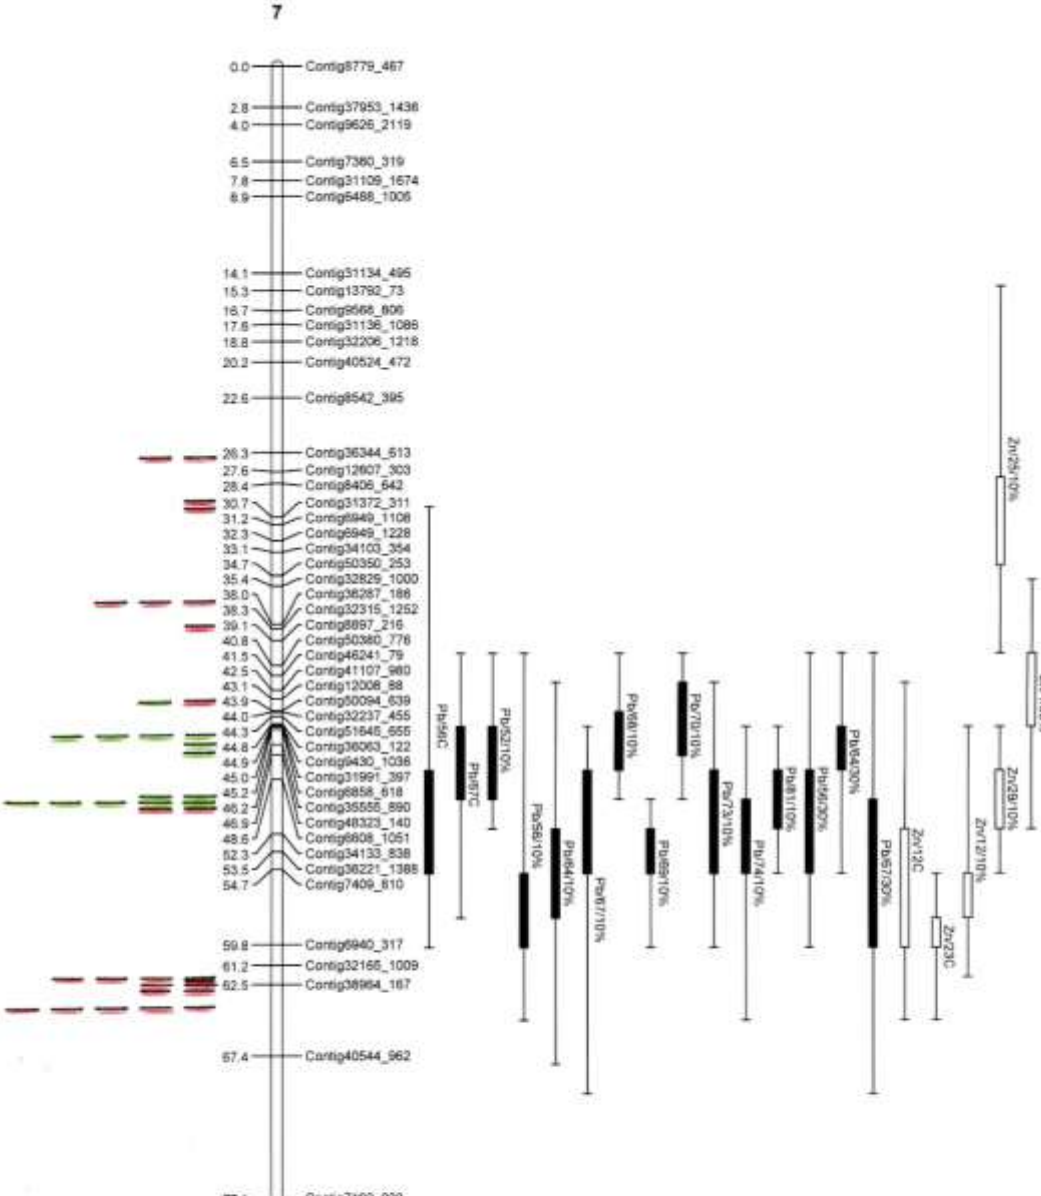 7
0.0 Contig8779_467
2.8 Contig37953_1436
4.0 Contig9626_2119
6.5 Contig7360_319
7.8 Contig31109_1674
8.9 Contig6488_1005
14.1 Contig31134_495
15.3 Contig13792_73
16.7 Contig9568_806
17.6 Contig31136_1086
18.8 Contig32206_1218
20.2 Contig40524_472
22.6 Contig8542_395
26.3 Contig36344_613
27.6 Contig12607_303
28.4 Contig8406_642
30.7 Contig31372_311
31.2 Contig6949_1108
32.3 Contig6949_1228
33.1 Contig34103_354
34.7 Contig50350_253
35.4 Contig32829_1000
38.0 Contig36287_186
38.3 Contig32315_1252
39.1 Contig8897_216
40.8 Contig50380_776
41.5 Contig46241_79
42.5 Contig41107_980
43.1 Contig12008_88
43.9 Contig50094_639
44.0 Contig32237_455
44.3 Contig51645_655
44.8 Contig36063_122
44.9 Contig9430_1036
45.0 Contig31991_397
45.2 Contig8858_618
46.2 Contig35555_890
46.9 Contig48323_140
48.6 Contig6608_1051
52.3 Contig34133_838
53.5 Contig36221_1388
54.7 Contig7409_610
59.8 Contig6940_317
61.2 Contig32165_1009
62.5 Contig38964_167
67.4 Contig40544_962
Pb/56C
Pb/67C
Pb/52/10%
Pb/58/10%
Pb/64/10%
Pb/67/10%
Pb/68/10%
Pb/69/10%
Pb/70/10%
Pb/73/10%
Pb/74/10%
Pb/81/10%
Pb/56/30%
Pb/64/30%
Pb/67/30%
Zn/12C
Zn/23C
Zn/12/10%
Zn/25/10%
Zn/29/10%